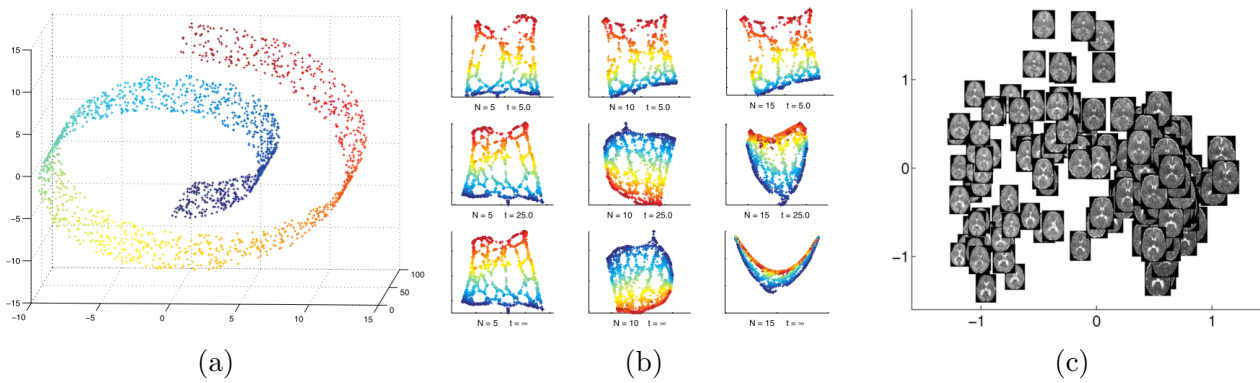 15
10
5
0
−5
−10
−15
−10
−5
0
5
10
15
0
50
100
(a)
N = 5 t = 5.0
N = 10 t = 5.0
N = 15 t = 5.0
N = 5 t = 25.0
N = 10 t = 25.0
N = 15 t = 25.0
N = 5 t = ∞
N = 10 t = ∞
N = 15 t = ∞
(b)
1
0
−1
−1
0
1
(c)